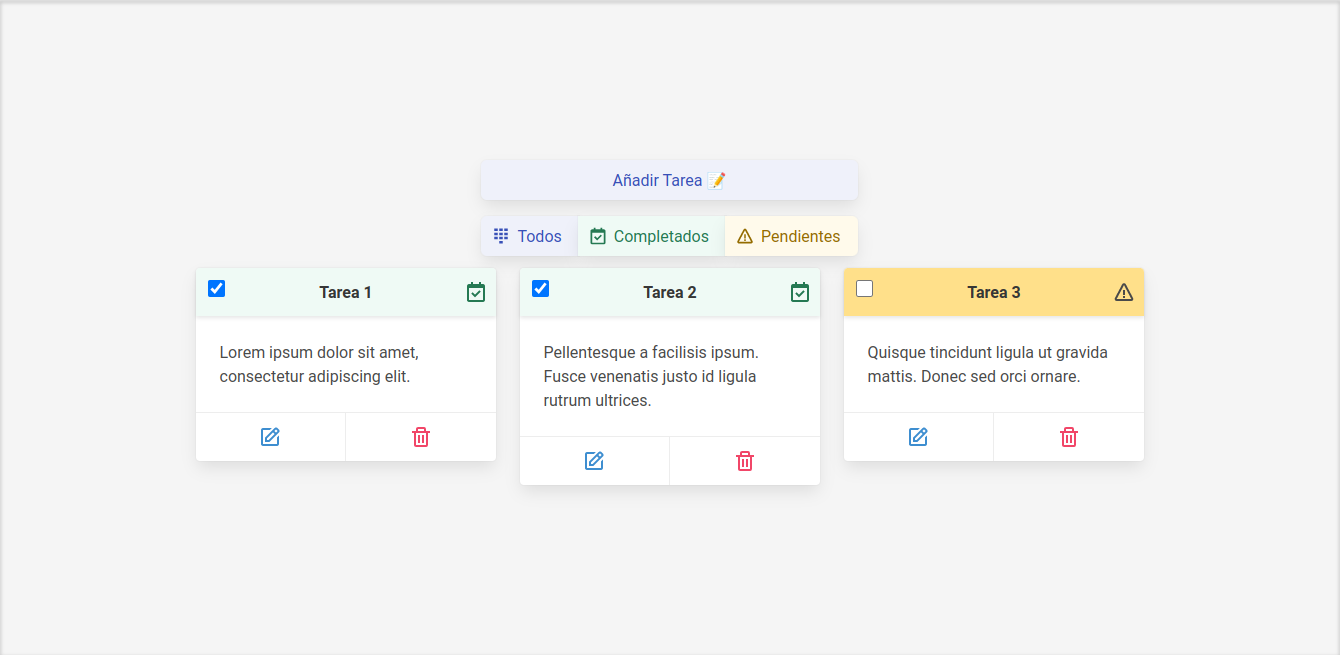 Añadir Tarea 📝
Todos
Completados
Pendientes
Tarea 1
Lorem ipsum dolor sit amet,
consectetur adipiscing elit.
Tarea 2
Pellentesque a facilisis ipsum.
Fusce venenatis justo id ligula
rutrum ultrices.
Tarea 3
Quisque tincidunt ligula ut gravida
mattis. Donec sed orci ornare.